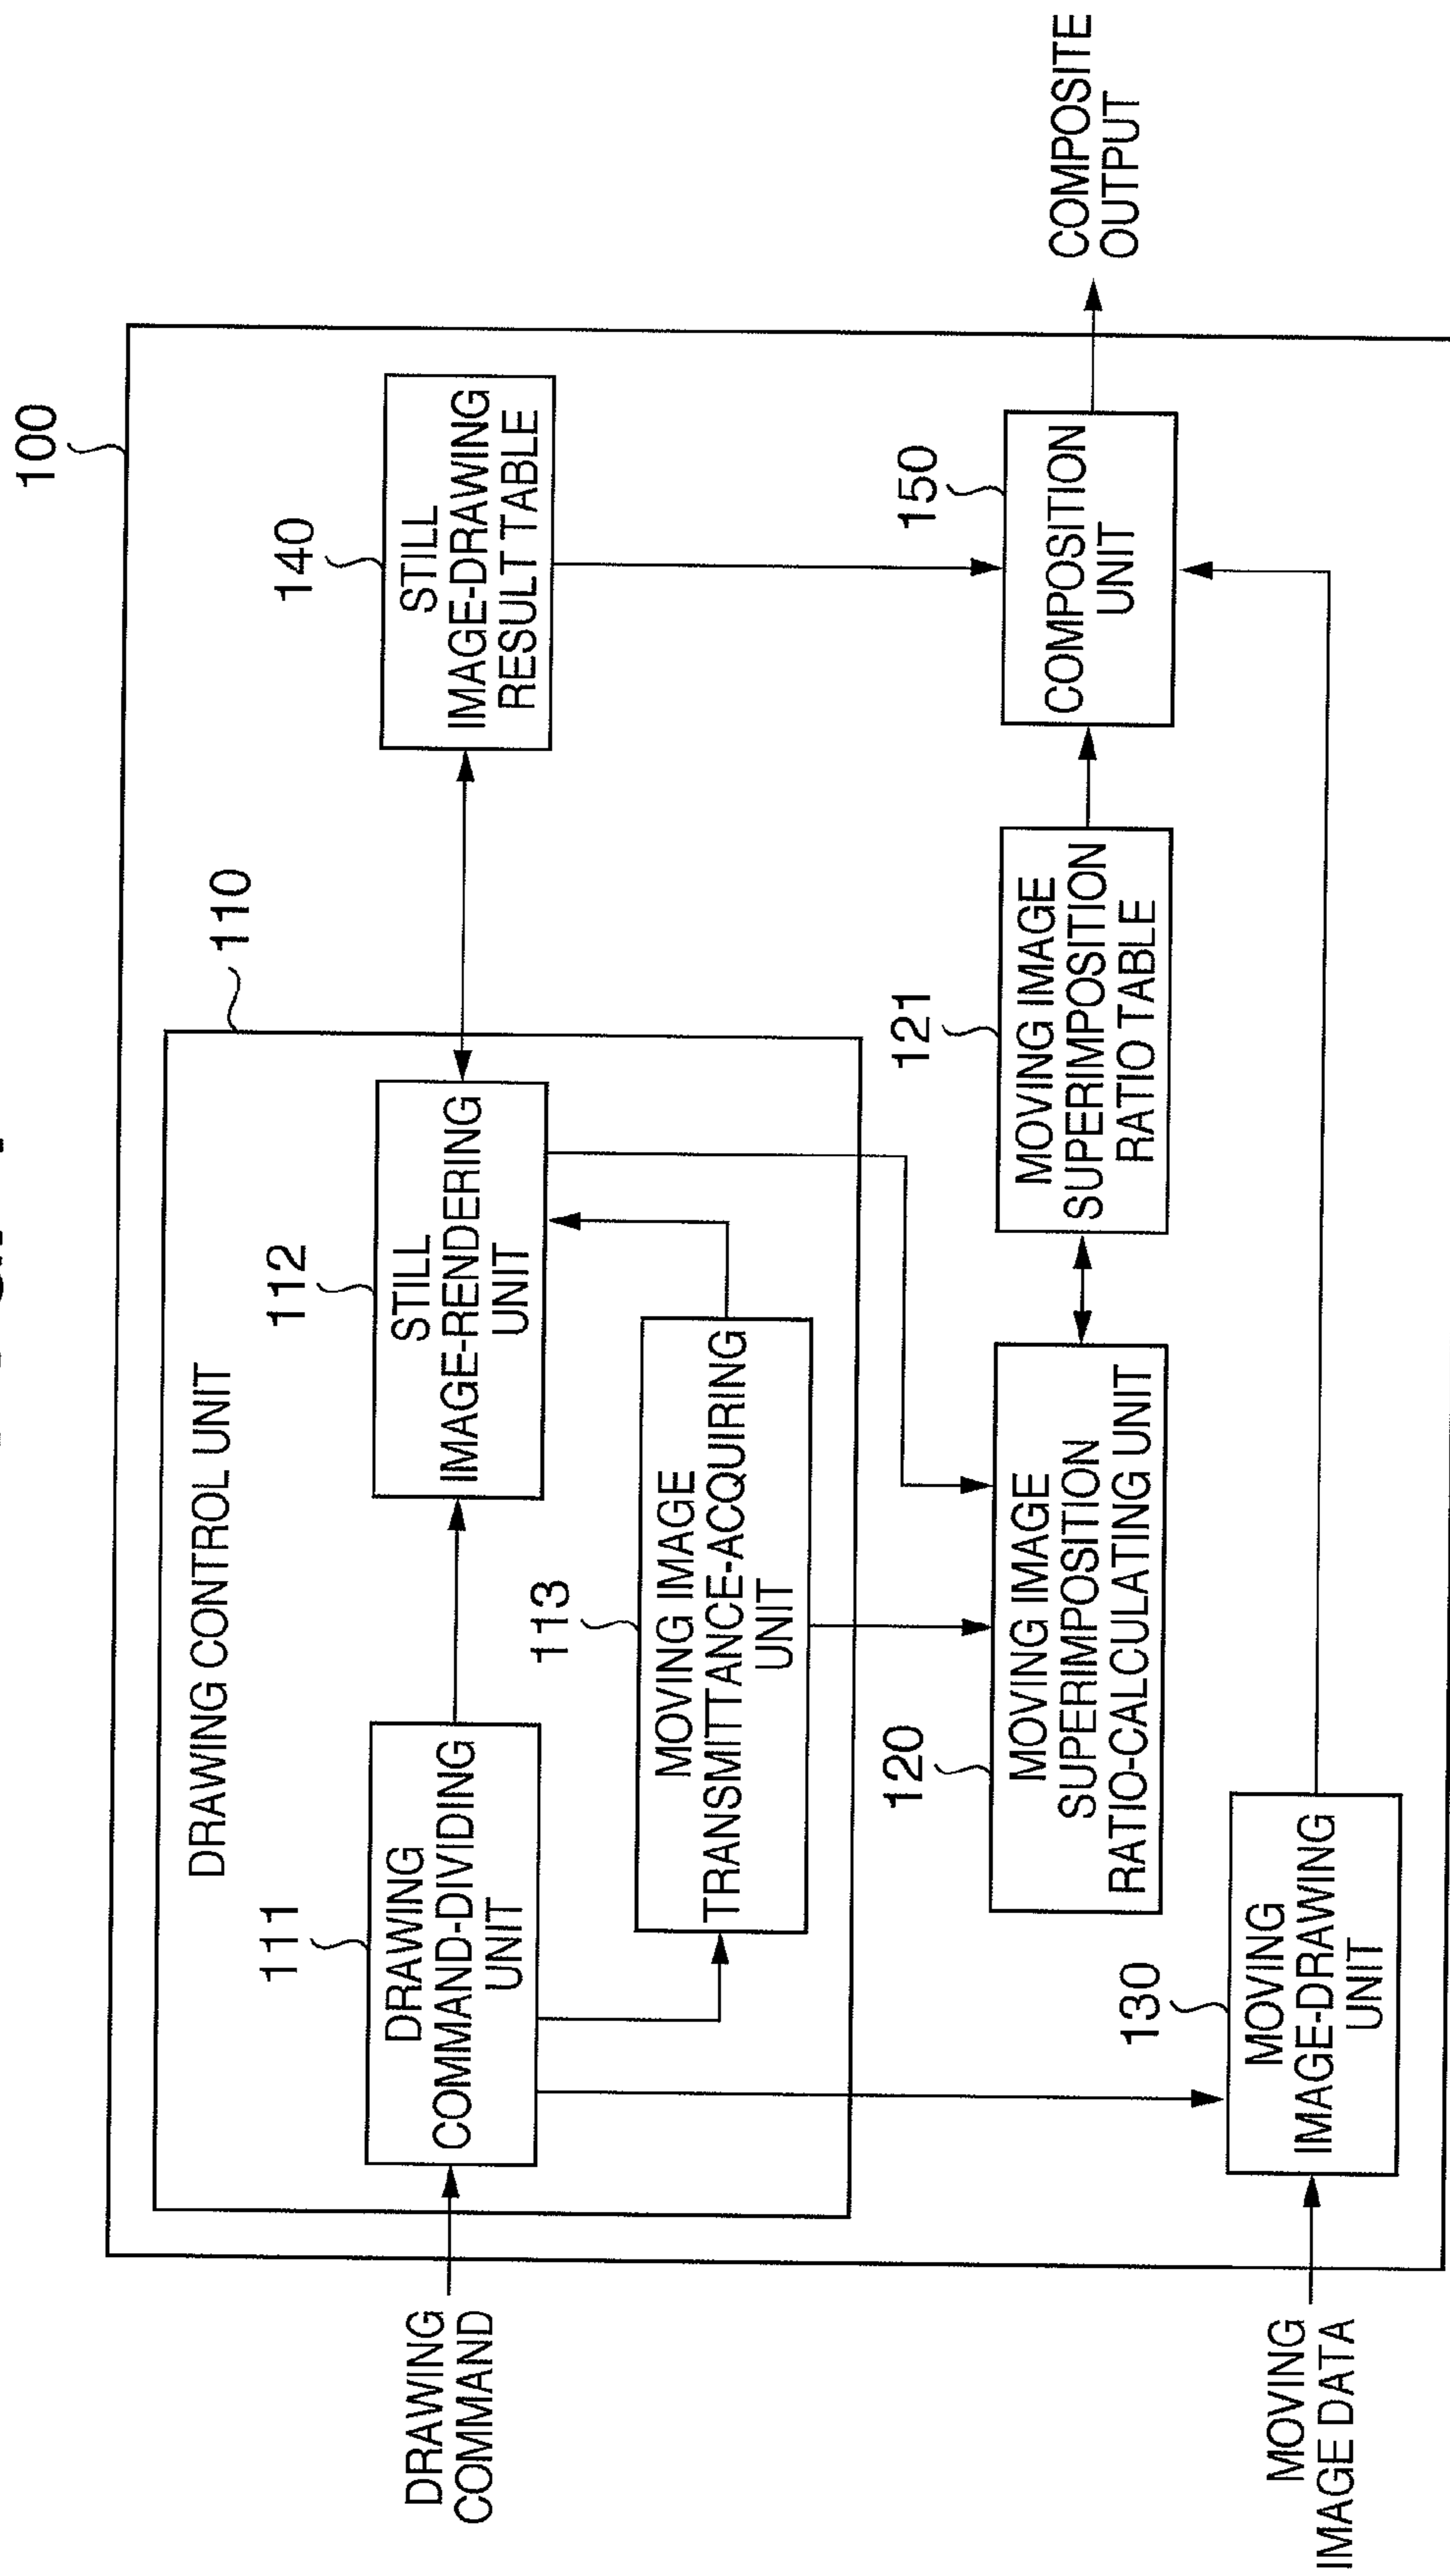 100
DRAWING CONTROL UNIT
110
111
DRAWING
COMMAND-DIVIDING
UNIT
112
STILL
IMAGE-RENDERING
UNIT
140
STILL
IMAGE-DRAWING
RESULT TABLE
DRAWING
COMMAND
113
MOVING IMAGE
TRANSMITTANCE-ACQUIRING
UNIT
120
MOVING IMAGE
SUPERIMPOSITION
RATIO-CALCULATING UNIT
121
MOVING IMAGE
SUPERIMPOSITION
RATIO TABLE
150
COMPOSITION
UNIT
COMPOSITE
OUTPUT
130
MOVING
IMAGE-DRAWING
UNIT
MOVING
IMAGE DATA